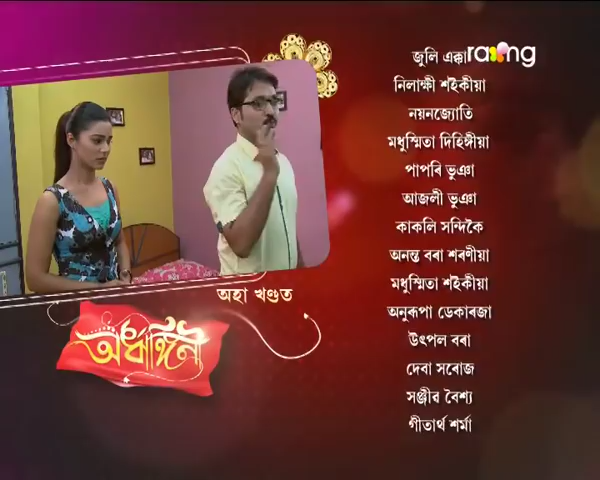 জুলি এক্কা
rang
নিলাক্ষী শইকীয়া
নয়নজ্যোতি
মধুস্মিতা দিহিঙ্গীয়া
পাপৰি ভুঞা
আজলী ভুঞা
কাকলি সন্দিকৈ
অনন্ত বৰা শৰণীয়া
মধুস্মিতা শইকীয়া
অনুৰূপা ডেকাৰজা
উৎপল বৰা
দেবা সৰোজ
সঞ্জীৱ বৈশ্য
গীতাৰ্থ শৰ্মা
অহা খণ্ডত
অৰ্ধাঙ্গিনী